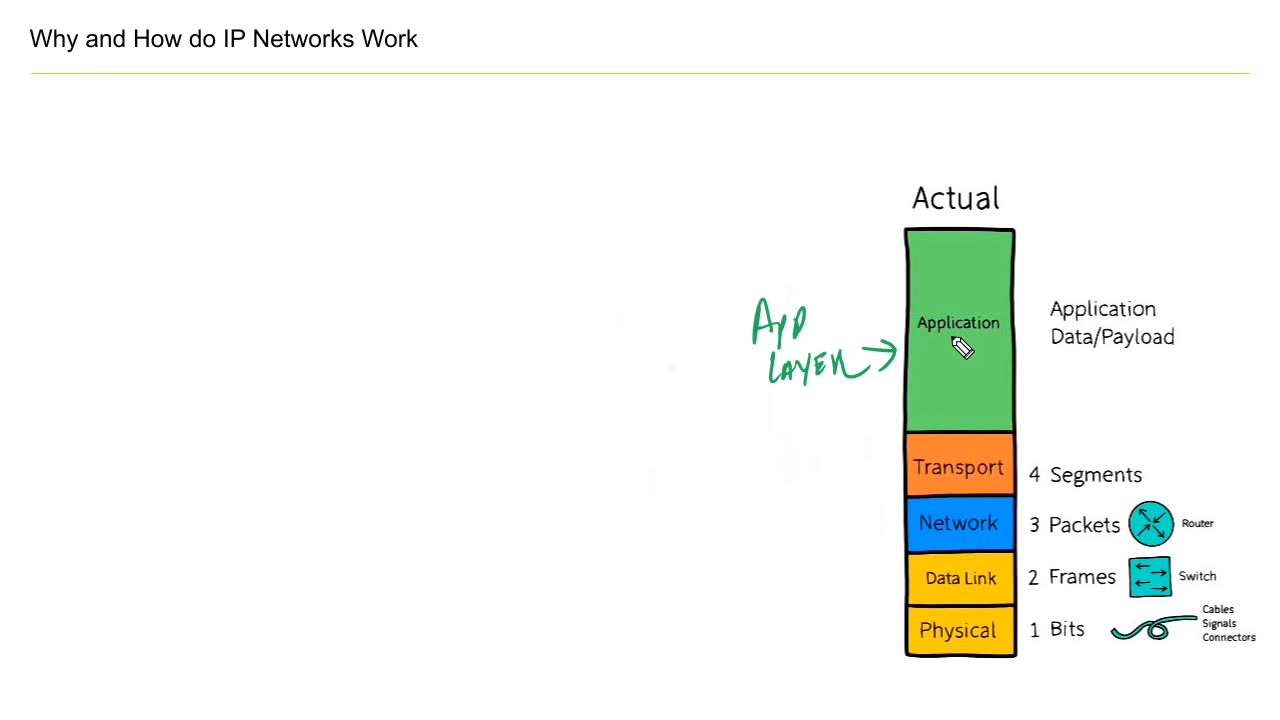 Why and How do IP Networks Work
Actual
Application
Application
Data/Payload
App
LAYER
Transport
4 Segments
Network
3 Packets
Router
Data Link
2 Frames
Switch
Physical
1 Bits
Cables
Signals
Connectors